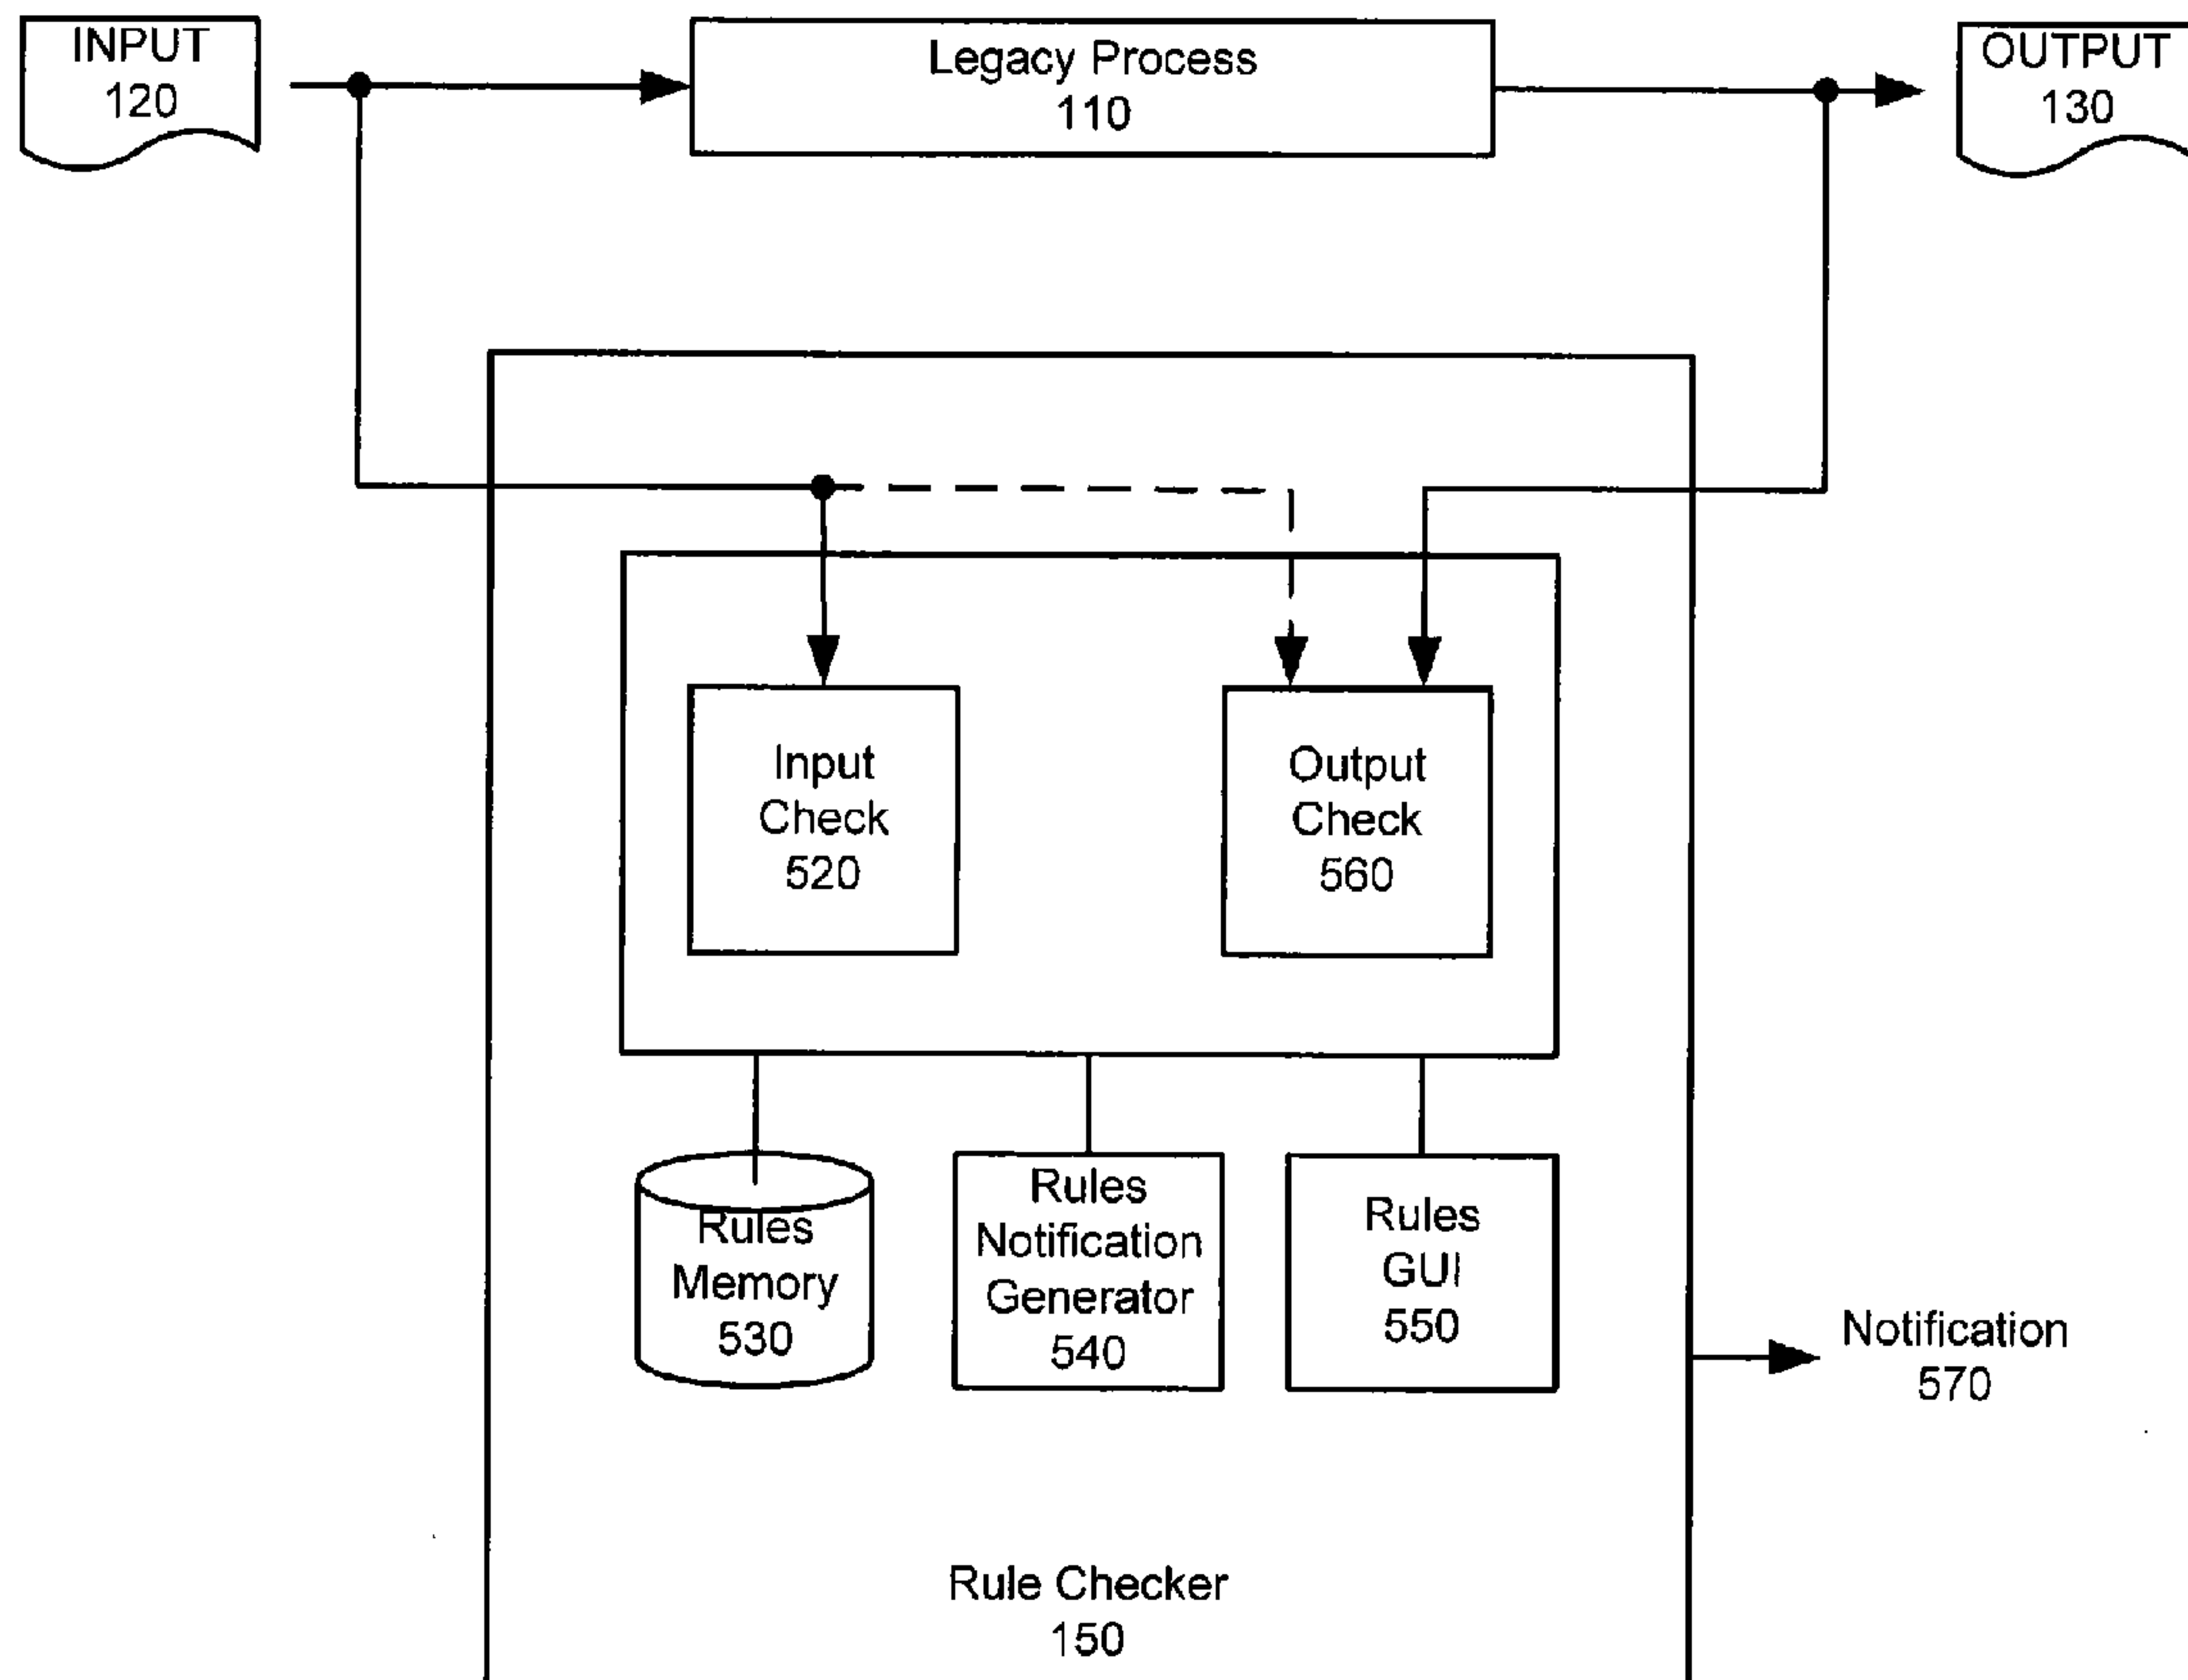 INPUT
120
Legacy Process
110
OUTPUT
130
Input
Check
520
Output
Check
560
Rules
Memory
530
Rules
Notification
Generator
540
Rules
GUI
550
Notification
570
Rule Checker
150